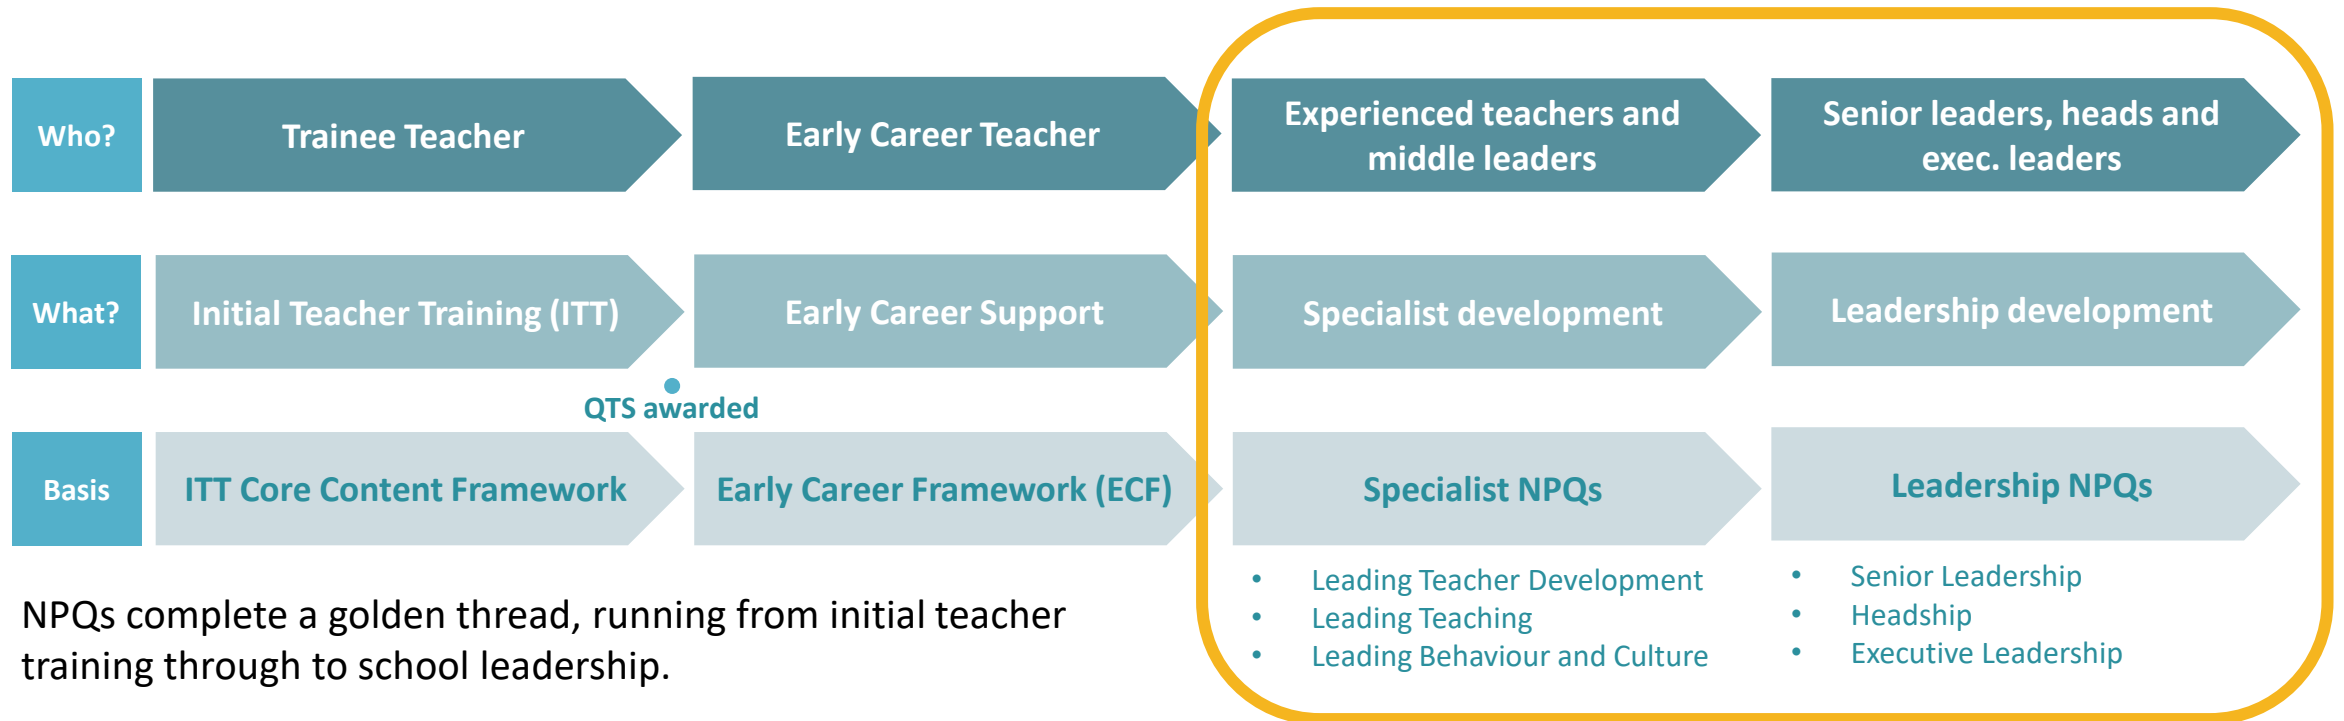 Who?
Trainee Teacher
Early Career Teacher
Experienced teachers and
middle leaders
Senior leaders, heads and
exec. leaders
What?
Initial Teacher Training (ITT)
Early Career Support
Specialist development
Leadership development
QTS awarded
Basis
ITT Core Content Framework
Early Career Framework (ECF)
Specialist NPQs
Leadership NPQs
• Leading Teacher Development
• Leading Teaching
• Leading Behaviour and Culture
• Senior Leadership
• Headship
• Executive Leadership
NPQs complete a golden thread, running from initial teacher
training through to school leadership.